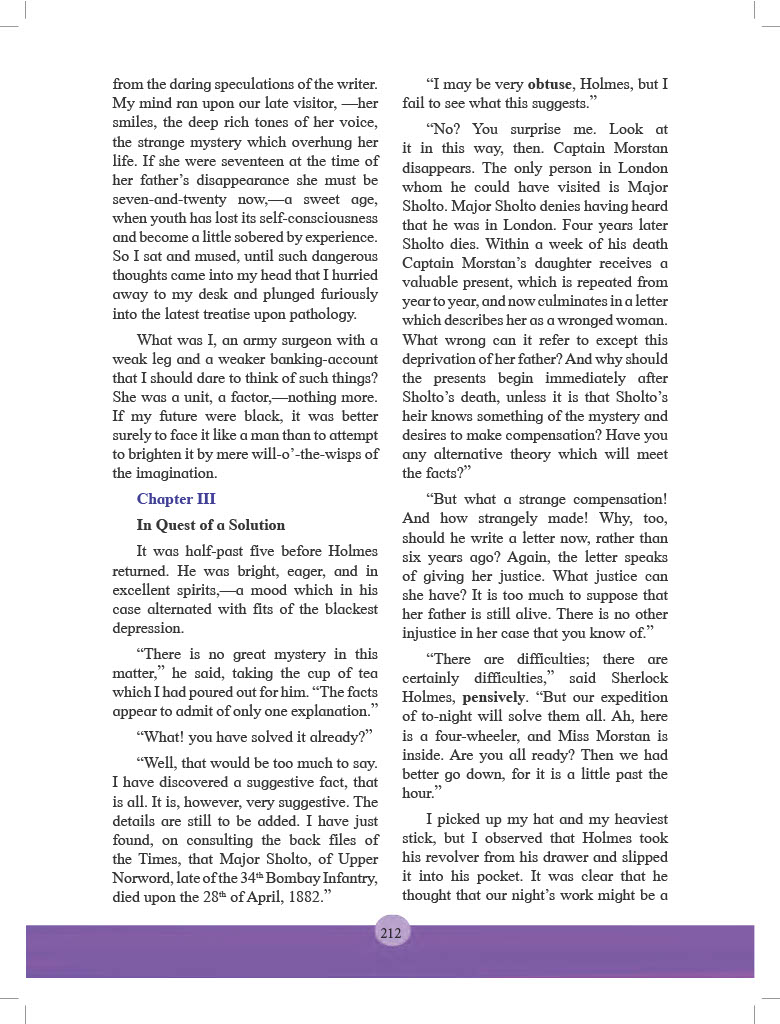 from the daring speculations of the writer.
My mind ran upon our late visitor, —her
smiles, the deep rich tones of her voice,
the strange mystery which overhung her
life. If she were seventeen at the time of
her father’s disappearance she must be
seven-and-twenty now,—a sweet age,
when youth has lost its self-consciousness
and become a little sobered by experience.
So I sat and mused, until such dangerous
thoughts came into my head that I hurried
away to my desk and plunged furiously
into the latest treatise upon pathology.
What was I, an army surgeon with a
weak leg and a weaker banking-account
that I should dare to think of such things?
She was a unit, a factor,—nothing more.
If my future were black, it was better
surely to face it like a man than to attempt
to brighten it by mere will-o’-the-wisps of
the imagination.
Chapter III
In Quest of a Solution
It was half-past five before Holmes
returned. He was bright, eager, and in
excellent spirits,—a mood which in his
case alternated with fits of the blackest
depression.
“There is no great mystery in this
matter,” he said, taking the cup of tea
which I had poured out for him. “The facts
appear to admit of only one explanation.”
“What! you have solved it already?”
“Well, that would be too much to say.
I have discovered a suggestive fact, that
is all. It is, however, very suggestive. The
details are still to be added. I have just
found, on consulting the back files of
the Times, that Major Sholto, of Upper
Norword, late of the 34th Bombay Infantry,
died upon the 28th of April, 1882.”
“I may be very obtuse, Holmes, but I
fail to see what this suggests.”
“No? You surprise me. Look at
it in this way, then. Captain Morstan
disappears. The only person in London
whom he could have visited is Major
Sholto. Major Sholto denies having heard
that he was in London. Four years later
Sholto dies. Within a week of his death
Captain Morstan’s daughter receives a
valuable present, which is repeated from
year to year, and now culminates in a letter
which describes her as a wronged woman.
What wrong can it refer to except this
deprivation of her father? And why should
the presents begin immediately after
Sholto’s death, unless it is that Sholto’s
heir knows something of the mystery and
desires to make compensation? Have you
any alternative theory which will meet
the facts?”
“But what a strange compensation!
And how strangely made! Why, too,
should he write a letter now, rather than
six years ago? Again, the letter speaks
of giving her justice. What justice can
she have? It is too much to suppose that
her father is still alive. There is no other
injustice in her case that you know of.”
“There are difficulties; there are
certainly difficulties,” said Sherlock
Holmes, pensively. “But our expedition
of to-night will solve them all. Ah, here
is a four-wheeler, and Miss Morstan is
inside. Are you all ready? Then we had
better go down, for it is a little past the
hour.”
I picked up my hat and my heaviest
stick, but I observed that Holmes took
his revolver from his drawer and slipped
it into his pocket. It was clear that he
thought that our night’s work might be a
212